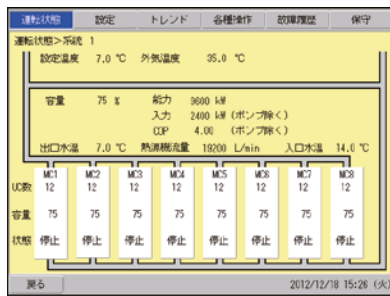 運転状態 設定 トレンド 各種操作 故障履歴 保守
運転状態>系統 1
設定温度 7.0 ℃ 外気温度 35.0 ℃
容量 75 % 能力 9600 kW
入力 2400 kW (ポンプ除く)
COP 4.00 (ポンプ除く)
出口水温 7.0 ℃ 熱源機流量 19200 L/min 入口水温 14.0 ℃
MC1 MC2 MC3 MC4 MC5 MC6 MC7 MC8
UC数 12 12 12 12 12 12 12 12
容量 75 75 75 75 75 75 75 75
状態 停止 停止 停止 停止 停止 停止 停止 停止
戻る 2012/12/18 15:26 (火)